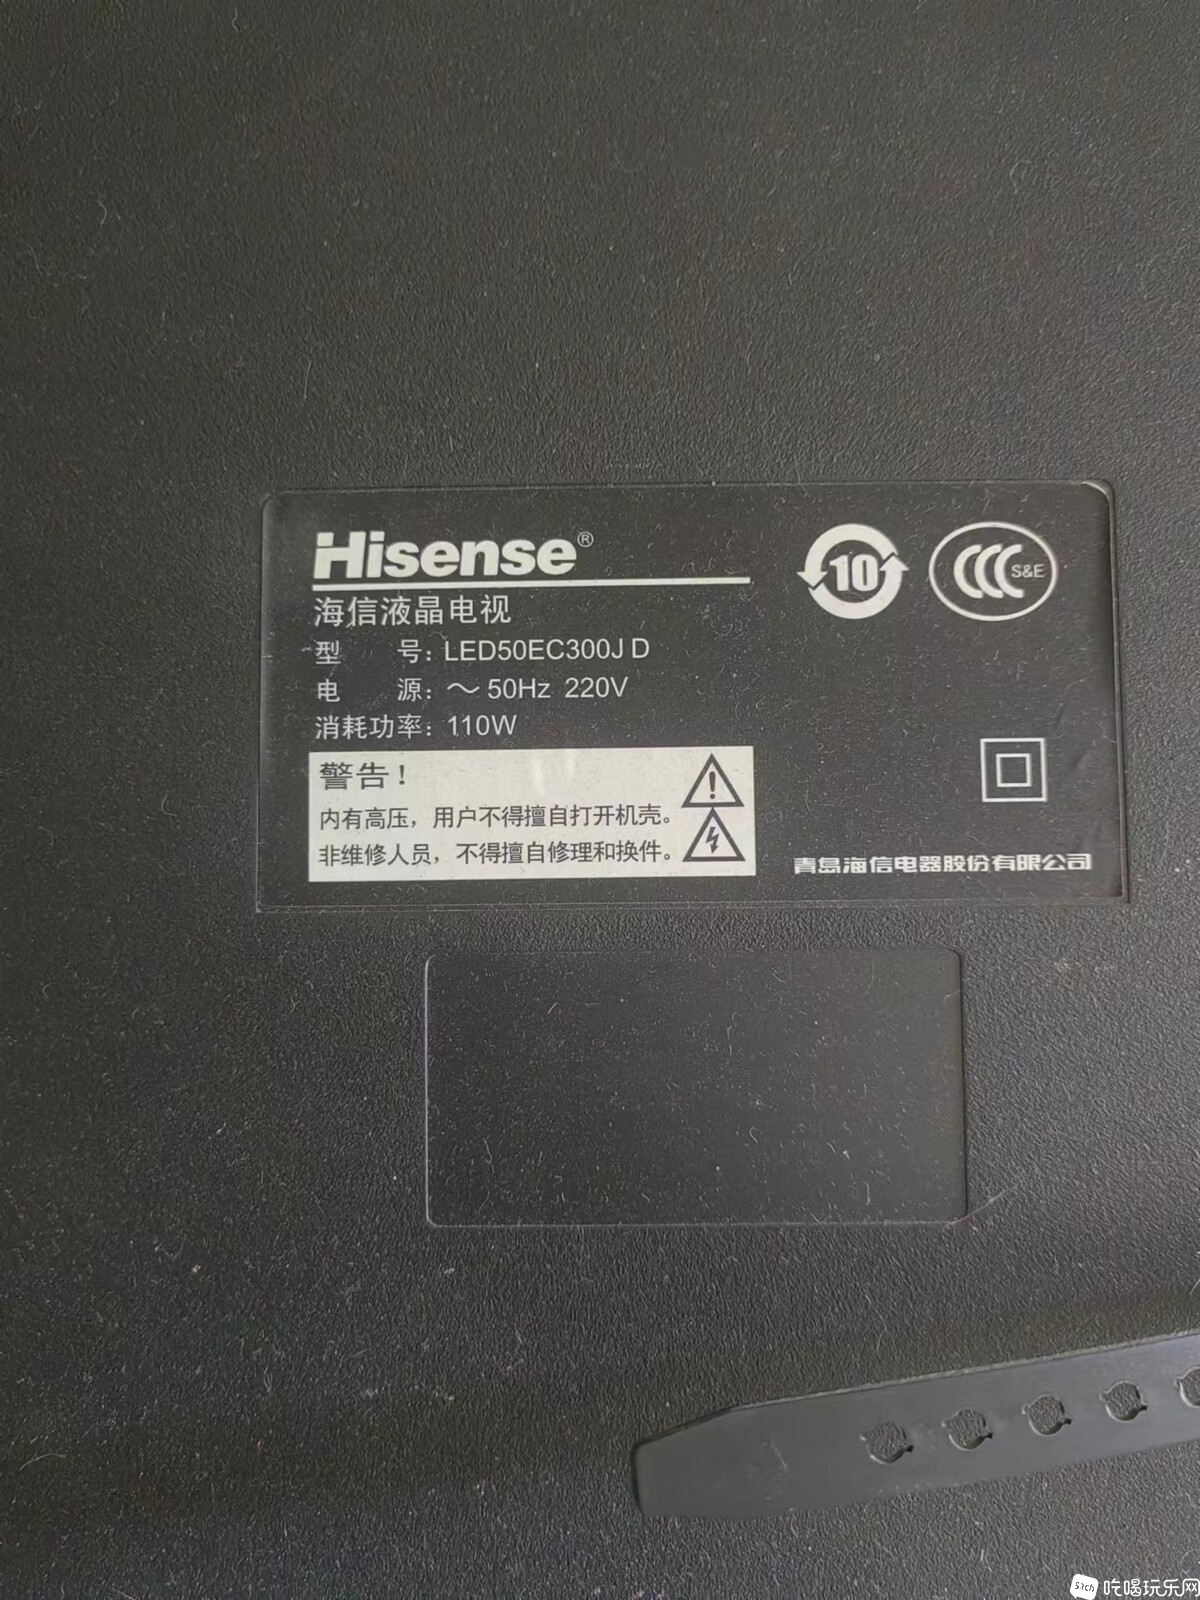 Hisense®
海信液晶电视
型 号：LED50EC300J D
电 源：～ 50Hz 220V
消耗功率：110W
警告！
内有高压，用户不得擅自打开机壳。
非维修人员，不得擅自修理和换件。
10
CCC S&E
青岛海信电器股份有限公司
57ch 吃喝玩乐网